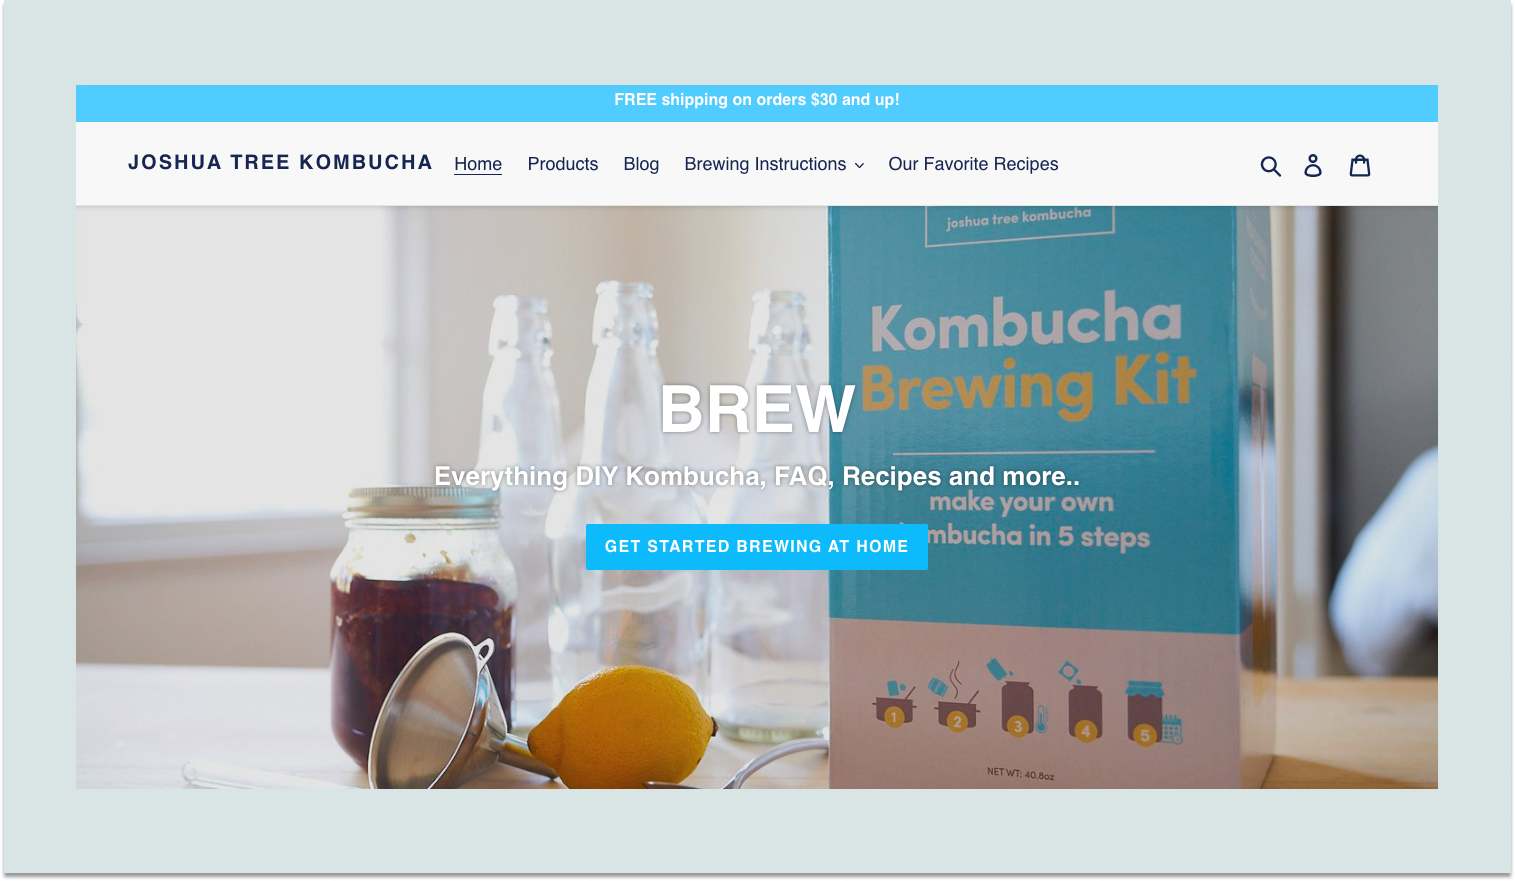 FREE shipping on orders $30 and up!
JOSHUA TREE KOMBUCHA Home Products Blog Brewing Instructions Our Favorite Recipes
joshua tree kombucha
Kombucha
Brewing Kit
BREW
Everything DIY Kombucha, FAQ, Recipes and more..
make your own
mbucha in 5 steps
GET STARTED BREWING AT HOME
1 2 3 4 5
NET WT: 40.8oz